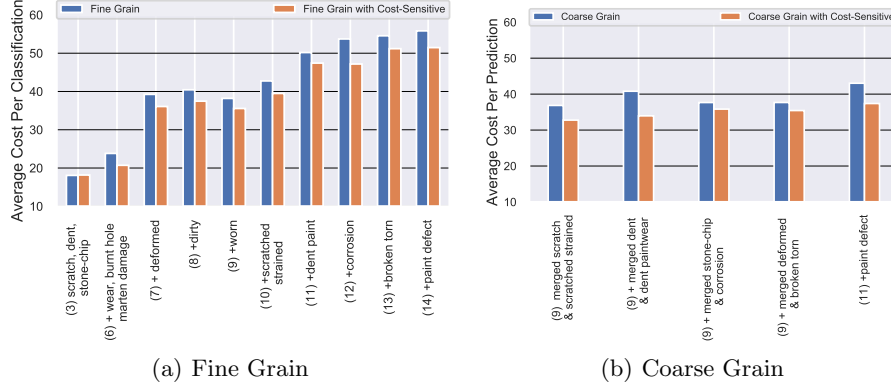 Fine Grain
Fine Grain with Cost-Sensitive
Average Cost Per Classification
60
50
40
30
20
10
(3) scratch, dent,
stone-chip
(6) + wear, burnt hole
marten damage
(7) + deformed
(8) +dirty
(9) +worn
(10) +scratched
strained
(11) +dent paint
(12) +corrosion
(13) +broken torn
(14) +paint defect
(a) Fine Grain
Coarse Grain
Coarse Grain with Cost-Sensitive
Average Cost Per Prediction
60
50
40
30
20
10
(9) merged scratch
& scratched strained
(9) + merged dent
& dent paintwear
(9) + merged stone-chip
& corrosion
(9) + merged deformed
& broken torn
(11) +paint defect
(b) Coarse Grain